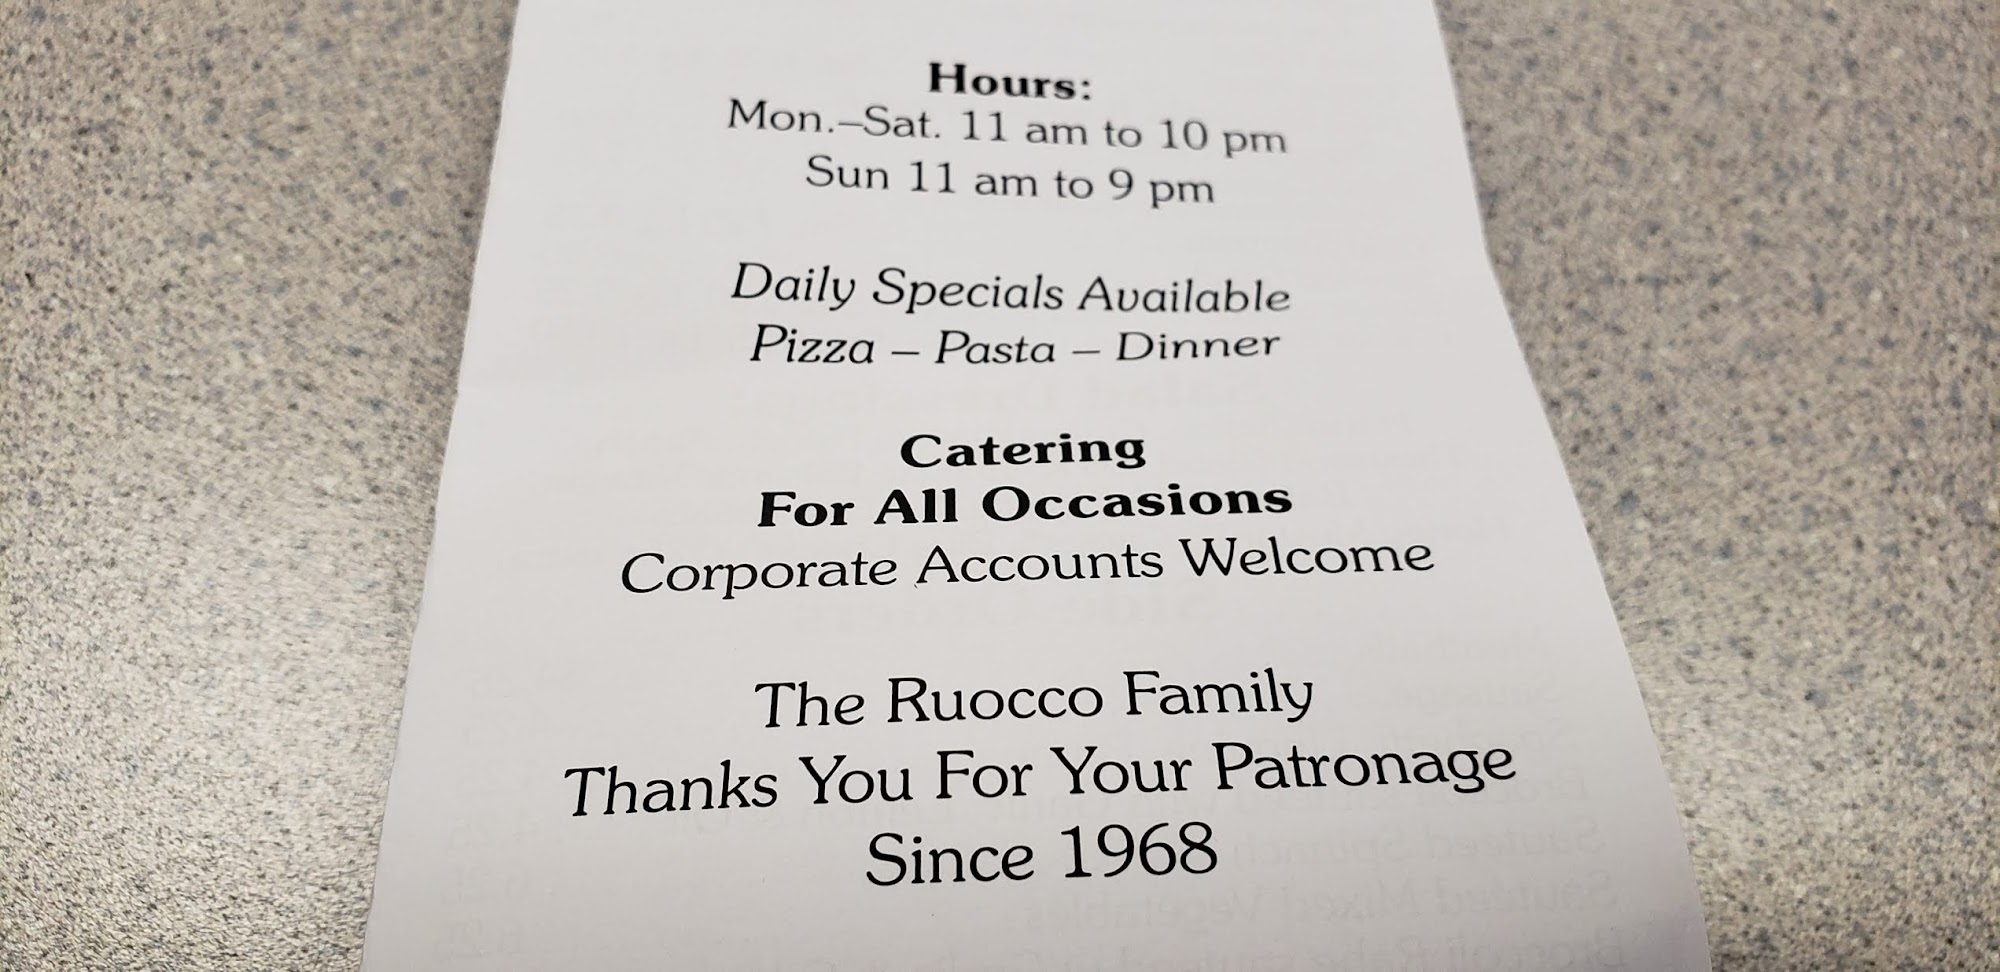 Hours:
Mon.–Sat. 11 am to 10 pm
Sun 11 am to 9 pm
Daily Specials Available
Pizza – Pasta – Dinner
Catering
For All Occasions
Corporate Accounts Welcome
The Ruocco Family
Thanks You For Your Patronage
Since 1968